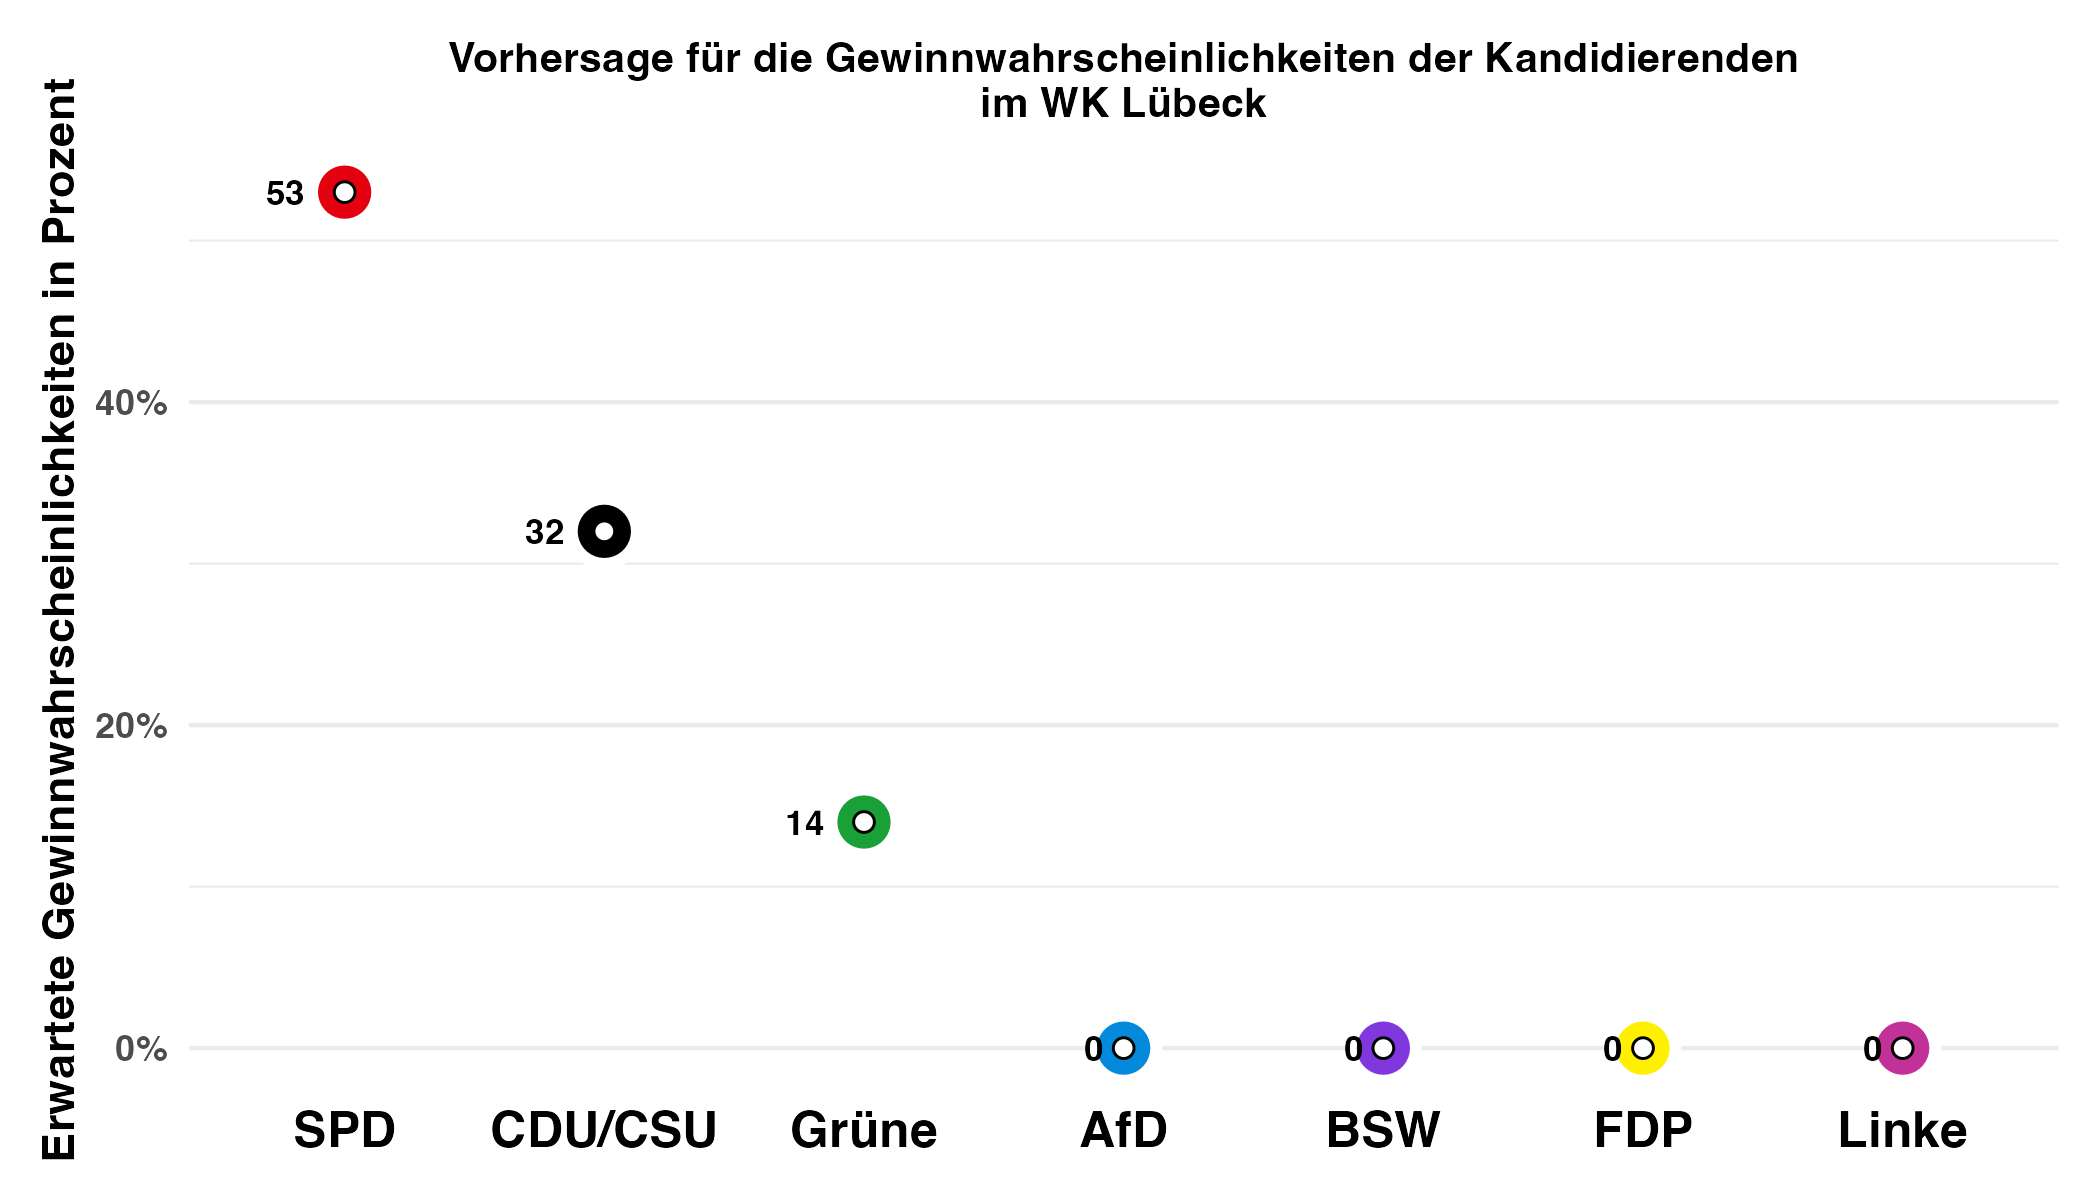 Vorhersage für die Gewinnwahrscheinlichkeiten der Kandidierenden
im WK Lübeck
Erwartete Gewinnwahrscheinlichkeiten in Prozent
53
40%
32
20%
14
0%
0
0
0
0
SPD
CDU/CSU
Grüne
AfD
BSW
FDP
Linke